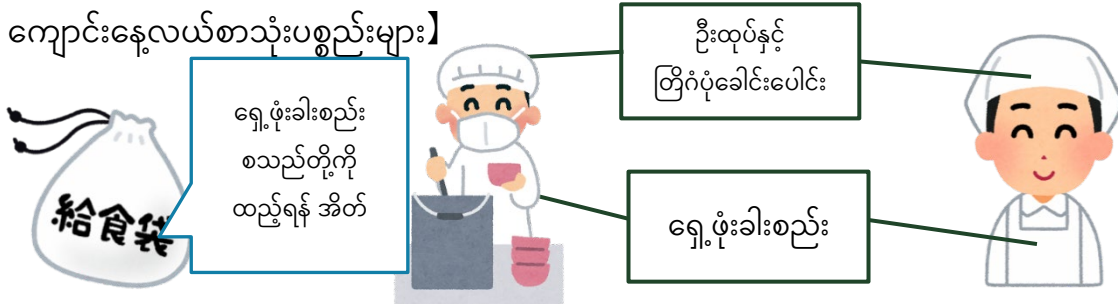 ကျောင်းနေ့လယ်စာသုံးပစ္စည်းများ】
ရှေ့ဖုံးခါးစည်း
စသည်တို့ကို
ထည့်ရန် အိတ်
給食袋
ဦးထုပ်နှင့်
တြိဂံပုံခေါင်းပေါင်း
ရှေ့ဖုံးခါးစည်း